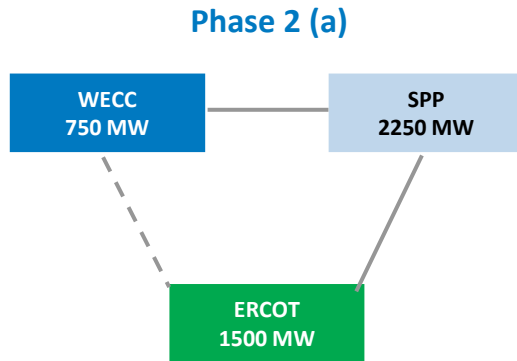 Phase 2 (a)
WECC
750 MW
SPP
2250 MW
ERCOT
1500 MW